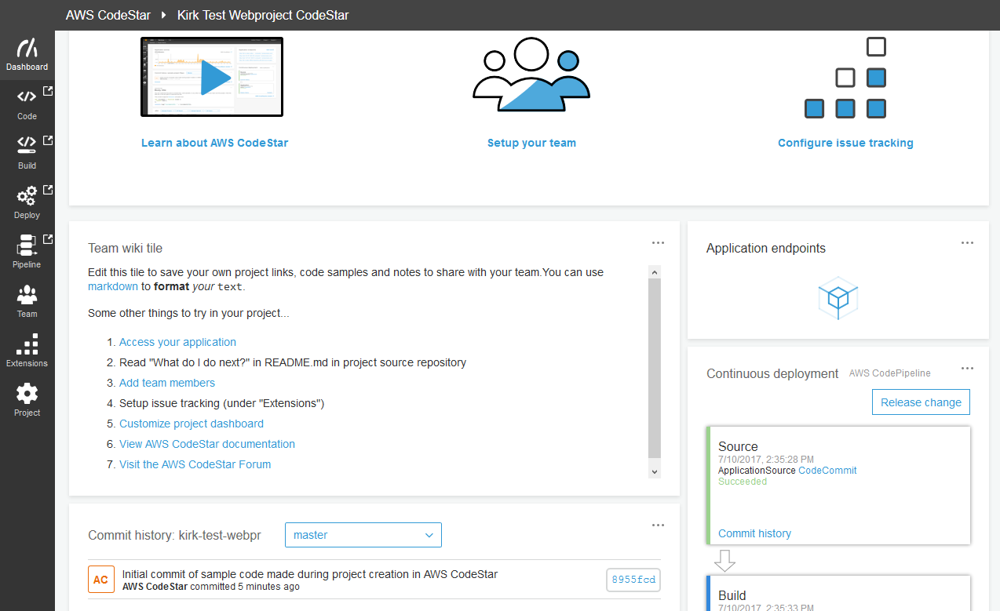 AWS CodeStar Kirk Test Webproject CodeStar
Dashboard
Code
Build
Deploy
Pipeline
Team
Extensions
Project
Learn about AWS CodeStar
Setup your team
Configure issue tracking
Team wiki tile
Edit this tile to save your own project links, code samples and notes to share with your team.You can use
markdown to format your text.
Some other things to try in your project...
1. Access your application
2. Read "What do I do next?" in README.md in project source repository
3. Add team members
4. Setup issue tracking (under "Extensions")
5. Customize project dashboard
6. View AWS CodeStar documentation
7. Visit the AWS CodeStar Forum
Commit history: kirk-test-webpr master
AC
Initial commit of sample code made during project creation in AWS CodeStar
AWS CodeStar committed 5 minutes ago
8955fcd
Application endpoints
Continuous deployment AWS CodePipeline
Release change
Source
7/10/2017, 2:35:28 PM
ApplicationSource CodeCommit
Succeeded
Commit history
Build
7/10/2017, 2:35:33 PM